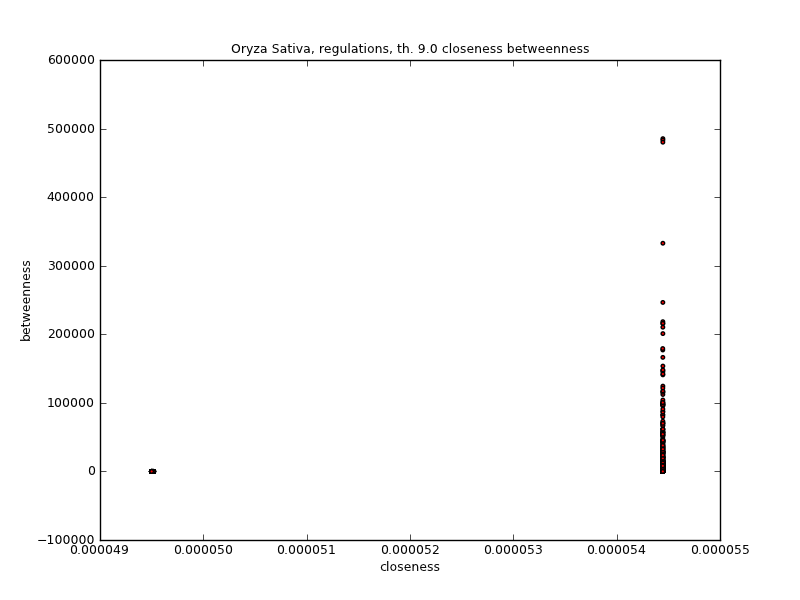 Oryza Sativa, regulations, th. 9.0 closeness betweenness
600000
500000
400000
300000
200000
100000
0
−100000
betweenness
0.000049 0.000050 0.000051 0.000052 0.000053 0.000054 0.000055
closeness